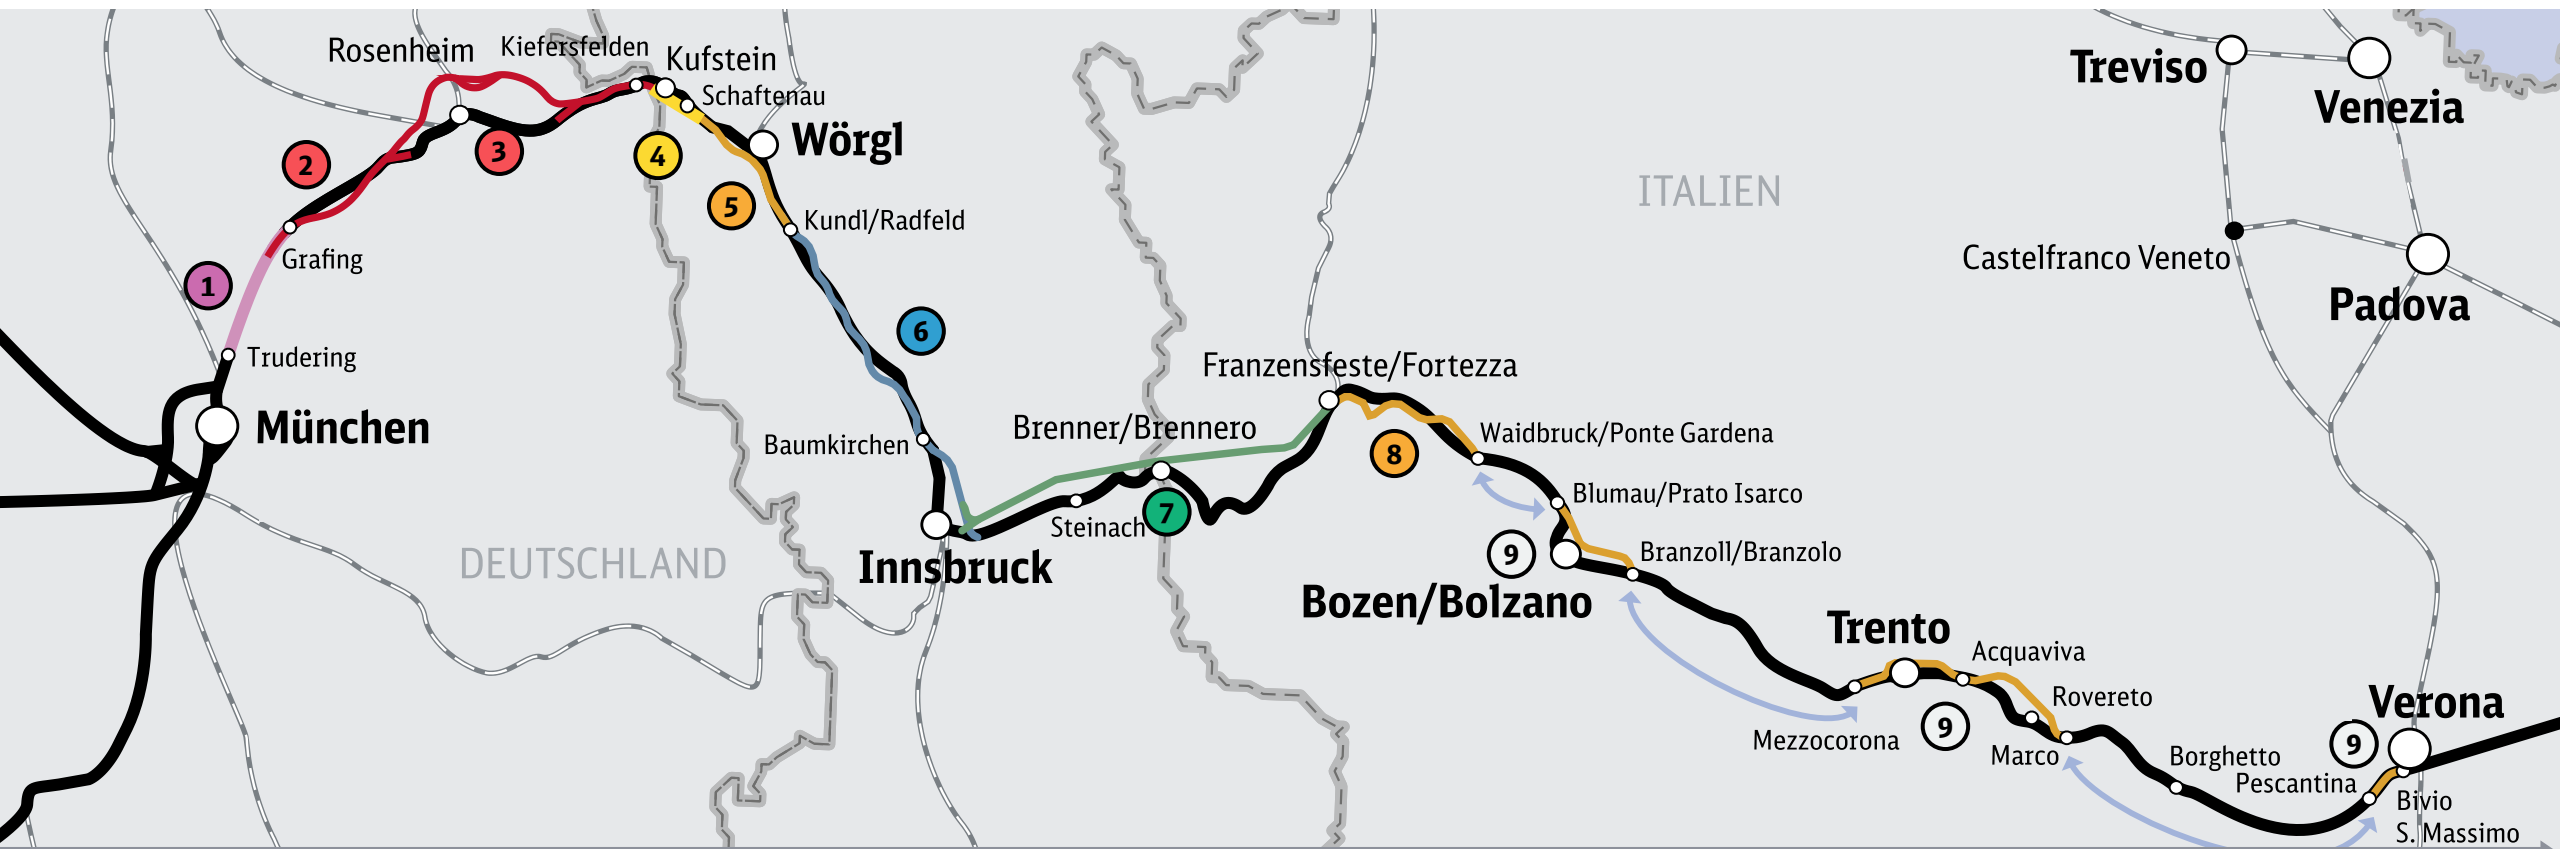 Rosenheim
Kiefersfelden
Kufstein
Schaftenau
Wörgl
Kundl/Radfeld
2
3
4
5
Grafing
1
Trudering
München
6
Baumkirchen
DEUTSCHLAND
Innsbruck
Brenner/Brennero
Steinach
7
Franzensfeste/Fortezza
ITALIEN
8
Waidbruck/Ponte Gardena
Blumau/Prato Isarco
9
Branzoll/Branzolo
Bozen/Bolzano
Treviso
Venezia
Castelfranco Veneto
Padova
Trento
Acquaviva
Rovereto
Mezzocorona
9
Marco
Borghetto
Pescantina
Verona
9
Bivio
S. Massimo